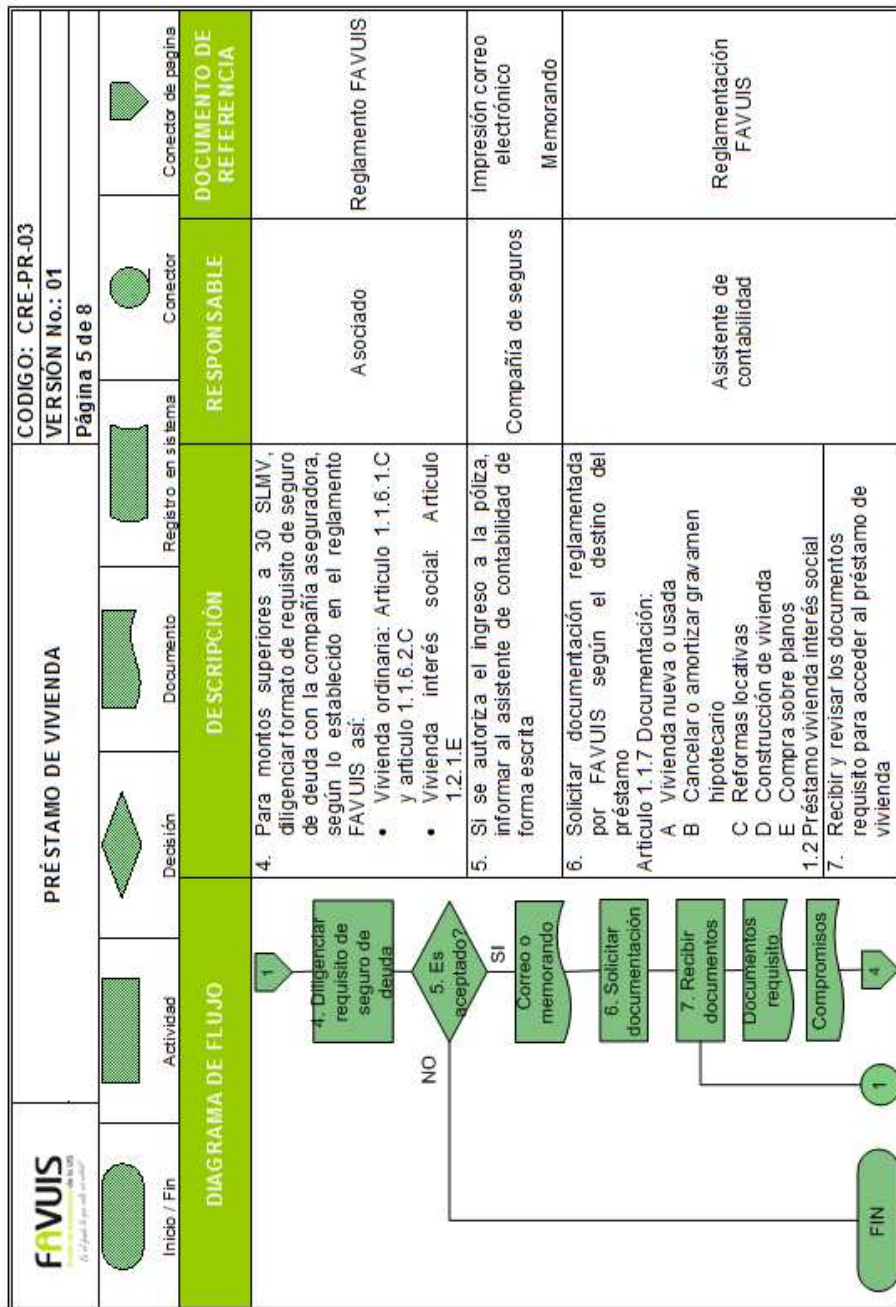 FAVUIS
PRÉSTAMO DE VIVIENDA
CODIGO: CRE-PR-03
VERSIÓN No.: 01
Página 5 de 8
Inicio / Fin
Actividad
Decisión
Documento
Registro en sistema
Conector
Conector de pagina
DIAGRAMA DE FLUJO
DESCRIPCIÓN
RESPONSABLE
DOCUMENTO DE
REFERENCIA
1
4. Diligenciar
requisito de
seguro de
deuda
5. Es
aceptado?
NO
SI
Correo o
memorando
6. Solicitar
documentación
7. Recibir
documentos
Documentos
requisito
Compromisos
FIN
1
4
4. Para montos superiores a 30 SLMV,
diligenciar formato de requisito de seguro
de deuda con la compañía aseguradora,
según lo establecido en el reglamento
FAVUIS así:
• Vivienda ordinaria: Articulo 1.1.6.1.C
y articulo 1.1.6.2.C
• Vivienda interés social: Articulo
1.2.1.E
Asociado
Reglamento FAVUIS
5. Si se autoriza el ingreso a la póliza,
informar al asistente de contabilidad de
forma escrita
Compañía de seguros
Impresión correo
electrónico
Memorando
6. Solicitar documentación reglamentada
por FAVUIS según el destino del
préstamo
Articulo 1.1.7 Documentación:
A Vivienda nueva o usada
B Cancelar o amortizar gravamen
hipotecario
C Reformas locativas
D Construcción de vivienda
E Compra sobre planos
1.2 Préstamo vivienda interés social
Asistente de
contabilidad
Reglamentación
FAVUIS
7. Recibir y revisar los documentos
requisito para acceder al préstamo de
vivienda